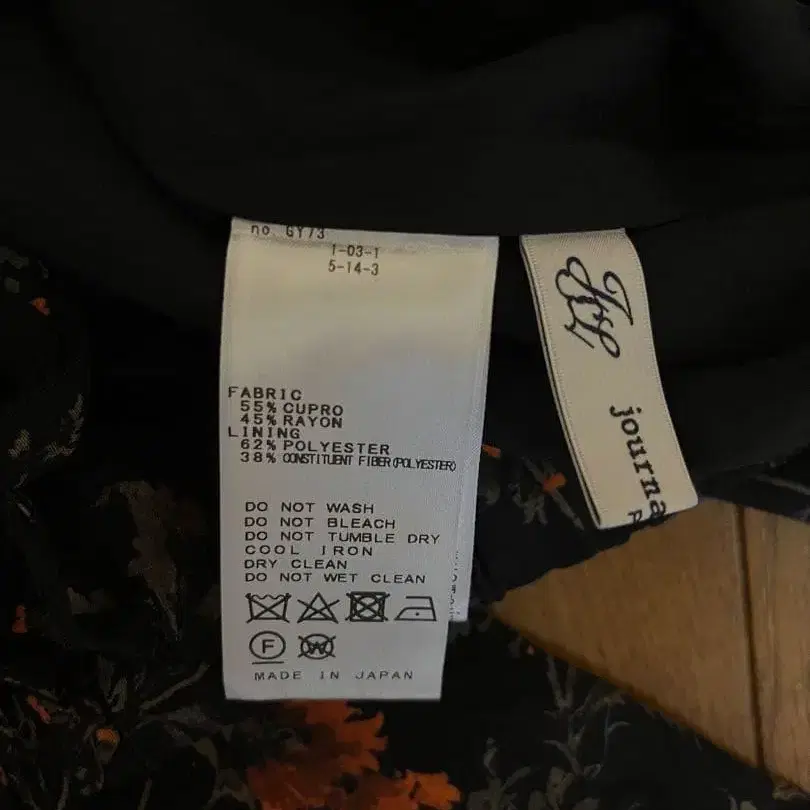 no. GY73
1-03-1
5-14-3
FABRIC
55% CUPRO
45% RAYON
LINING
62% POLYESTER
38% CONSTITUENT FIBER(POLYESTER)
DO NOT WASH
DO NOT BLEACH
DO NOT TUMBLE DRY
COOL IRON
DRY CLEAN
DO NOT WET CLEAN
F
W
MADE IN JAPAN
journa